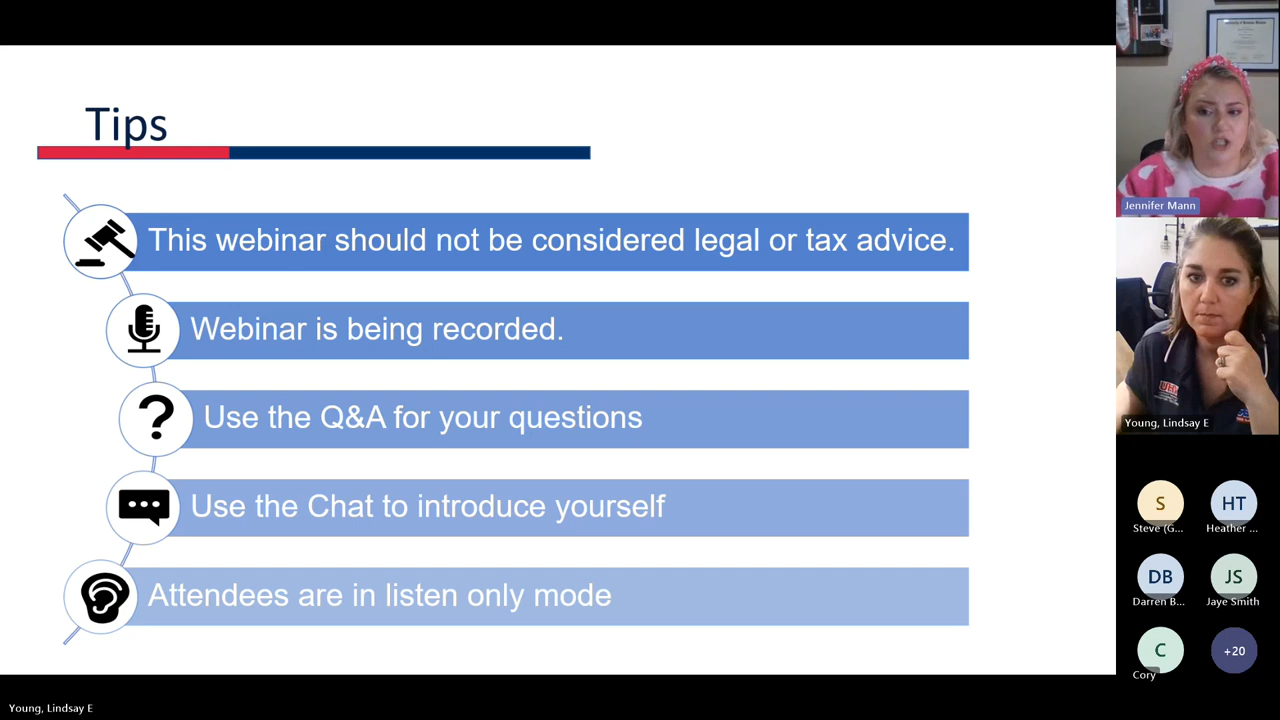 Tips
This webinar should not be considered legal or tax advice.
Webinar is being recorded.
Use the Q&A for your questions
Use the Chat to introduce yourself
Attendees are in listen only mode
Jennifer Mann
Young, Lindsay E
S
HT
Steve (G...
Heather ...
DB
JS
Darren B...
Jaye Smith
C
+20
Cory
Young, Lindsay E